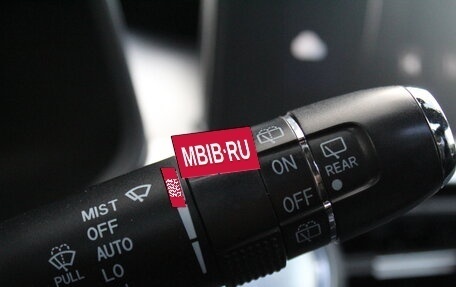 MBIB·RU
ON
REAR
OFF
MIST
OFF
AUTO
LO
PULL